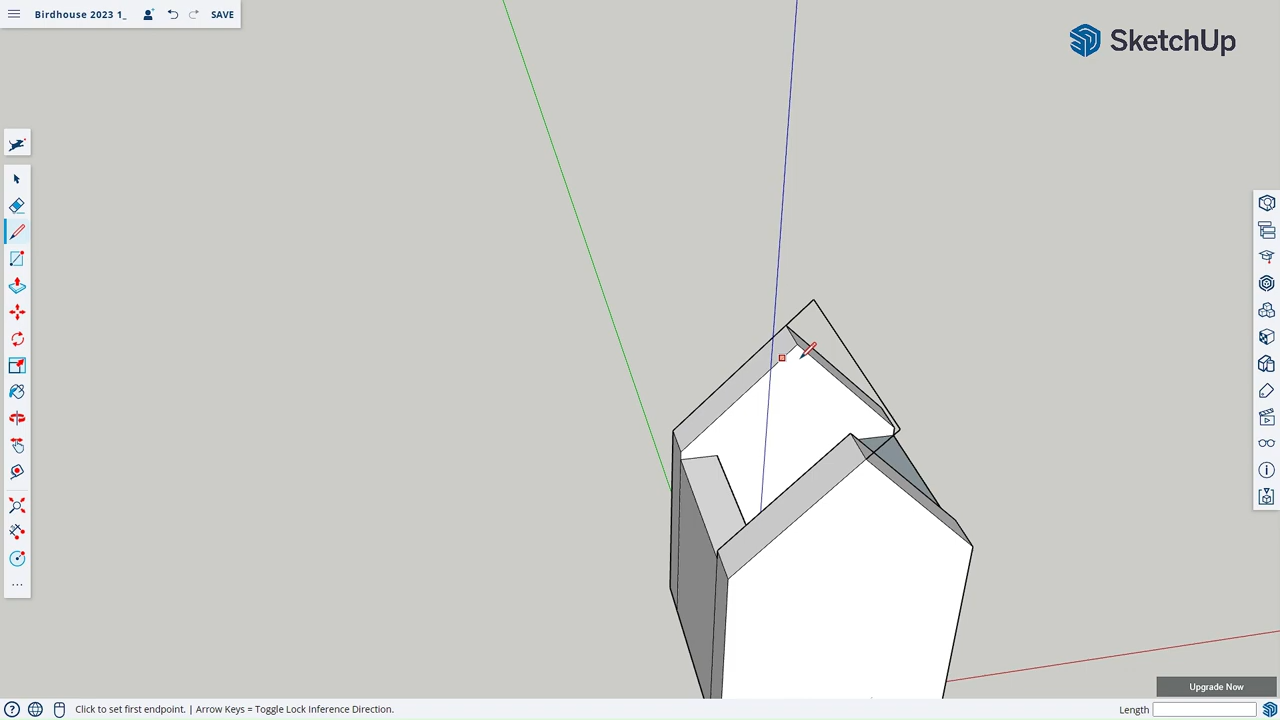 Birdhouse 2023 1_
SAVE
SketchUp
Upgrade Now
Click to set first endpoint. | Arrow Keys = Toggle Lock Inference Direction.
Length